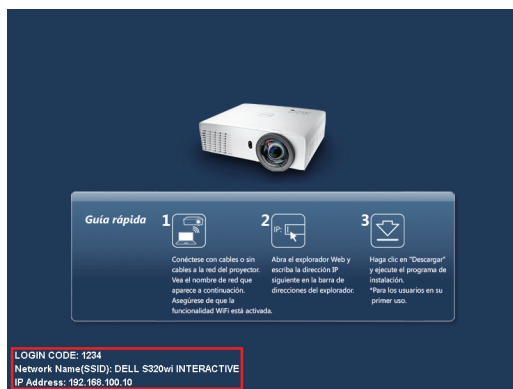 Guía rápida
1
2
3
IP:
Conéctese con cables o sin
cables a la red del proyector.
Vea el nombre de red que
aparece a continuación.
Asegúrese de que la
funcionalidad WiFi está activada.
Abra el explorador Web y
escriba la dirección IP
siguiente en la barra de
direcciones del explorador.
Haga clic en "Descargar"
y ejecute el programa de
instalación.
*Para los usuarios en su
primer uso.
LOGIN CODE: 1234
Network Name(SSID): DELL S320wi INTERACTIVE
IP Address: 192.168.100.10